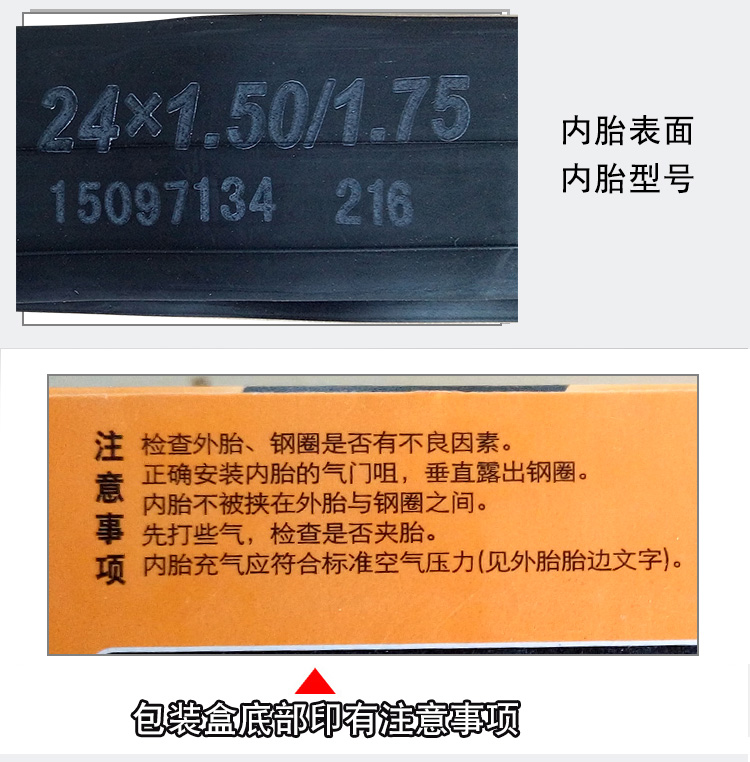 24×1.50/1.75
15097134 216
内胎表面
内胎型号
注意事项
检查外胎、钢圈是否有不良因素。
正确安装内胎的气门咀，垂直露出钢圈。
内胎不被挟在外胎与钢圈之间。
先打些气，检查是否夹胎。
内胎充气应符合标准空气压力(见外胎胎边文字)。
包装盒底部印有注意事项